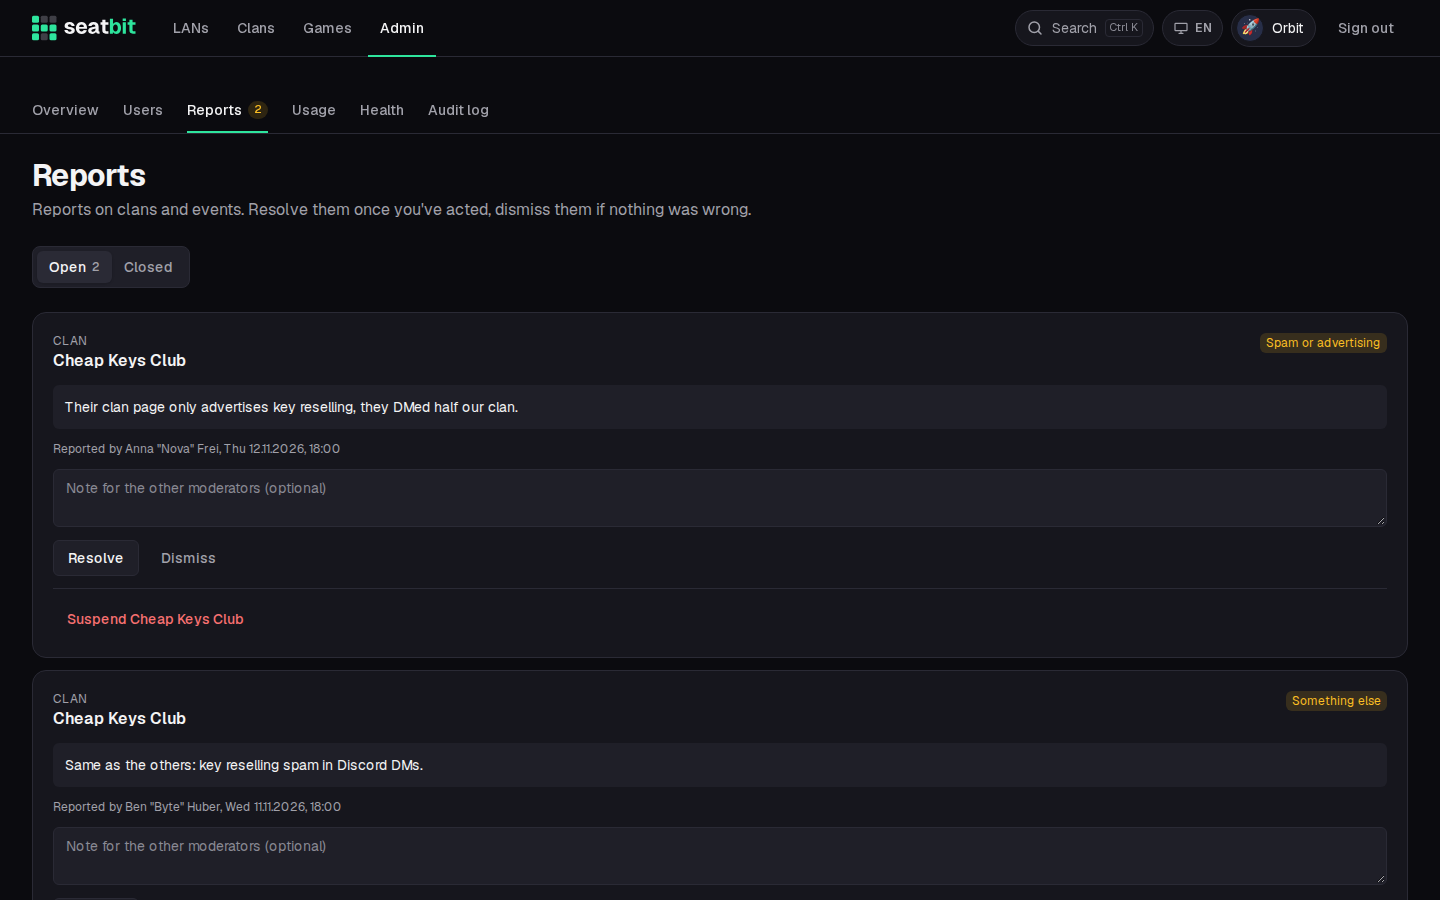 seatbit LANs Clans Games Admin Search Ctrl K EN Orbit Sign out
Overview Users Reports 2 Usage Health Audit log
Reports
Reports on clans and events. Resolve them once you've acted, dismiss them if nothing was wrong.
Open 2 Closed
CLAN
Cheap Keys Club
Spam or advertising
Their clan page only advertises key reselling, they DMed half our clan.
Reported by Anna "Nova" Frei, Thu 12.11.2026, 18:00
Note for the other moderators (optional)
Resolve Dismiss
Suspend Cheap Keys Club
CLAN
Cheap Keys Club
Something else
Same as the others: key reselling spam in Discord DMs.
Reported by Ben "Byte" Huber, Wed 11.11.2026, 18:00
Note for the other moderators (optional)